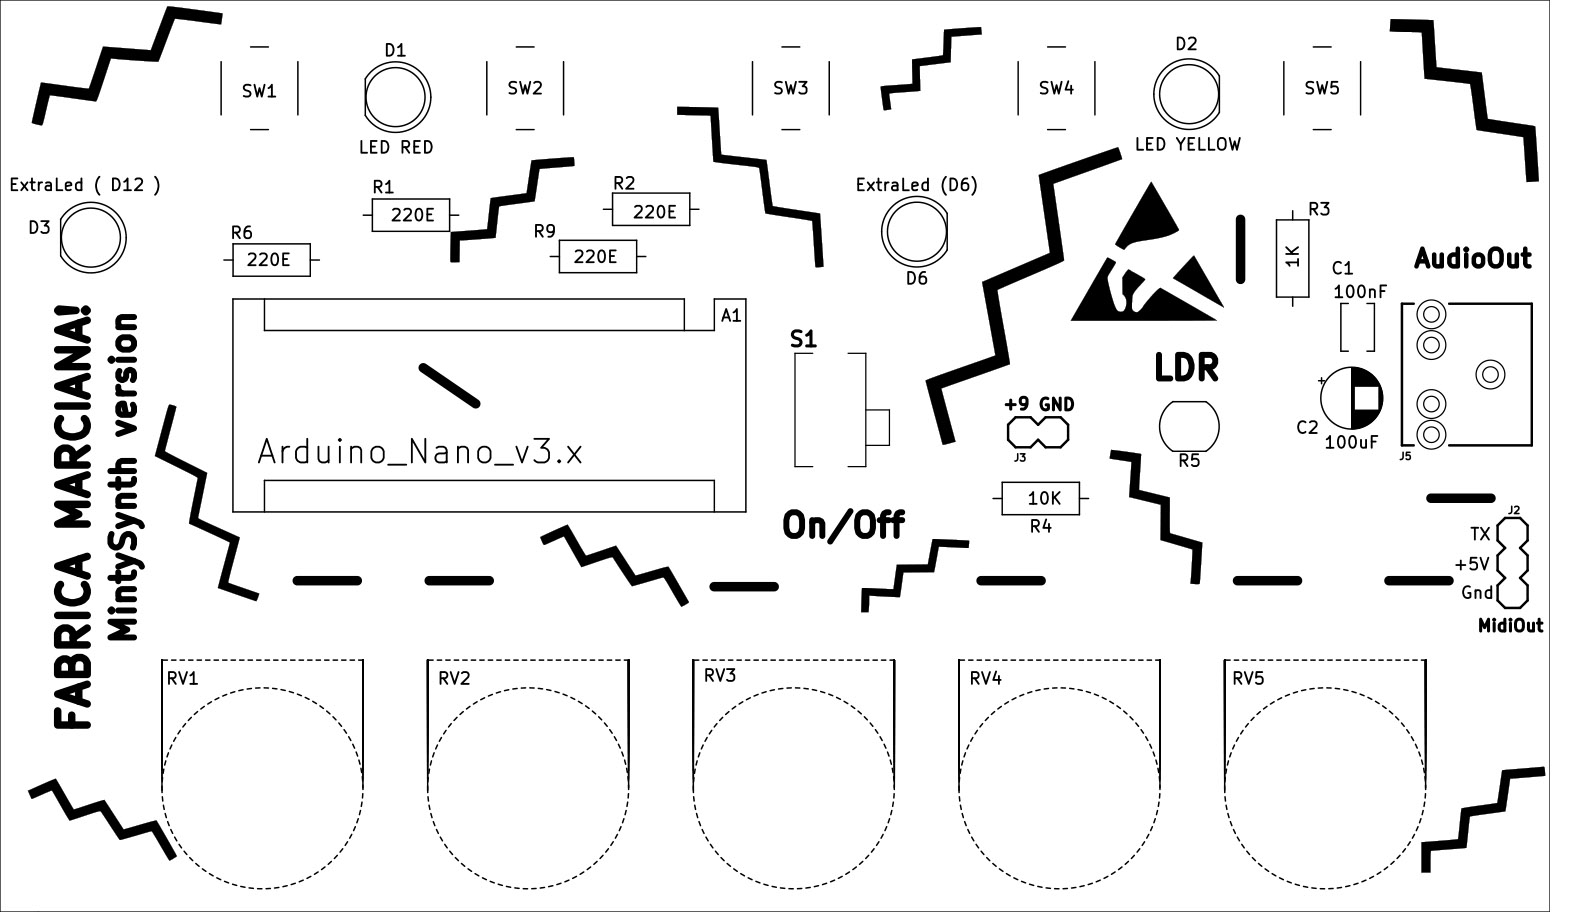 D1
D2
SW1
SW2
SW3
SW4
SW5
LED RED
LED YELLOW
ExtraLed ( D12 )
D3
R1
220E
R2
220E
R6
220E
R9
220E
ExtraLed (D6)
D6
R3
1K
AudioOut
C1
100nF
A1
Arduino_Nano_v3.x
S1
On/Off
LDR
R5
+9 GND
J3
10K
R4
C2
+
100uF
J5
J2
TX
+5V
Gnd
MidiOut
FABRICA MARCIANA!
MintySynth version
RV1
RV2
RV3
RV4
RV5